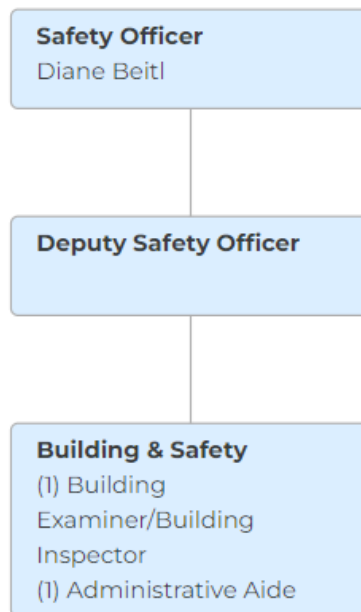 Safety Officer
Diane Beitl
Deputy Safety Officer
Building & Safety
(1) Building
Examiner/Building
Inspector
(1) Administrative Aide